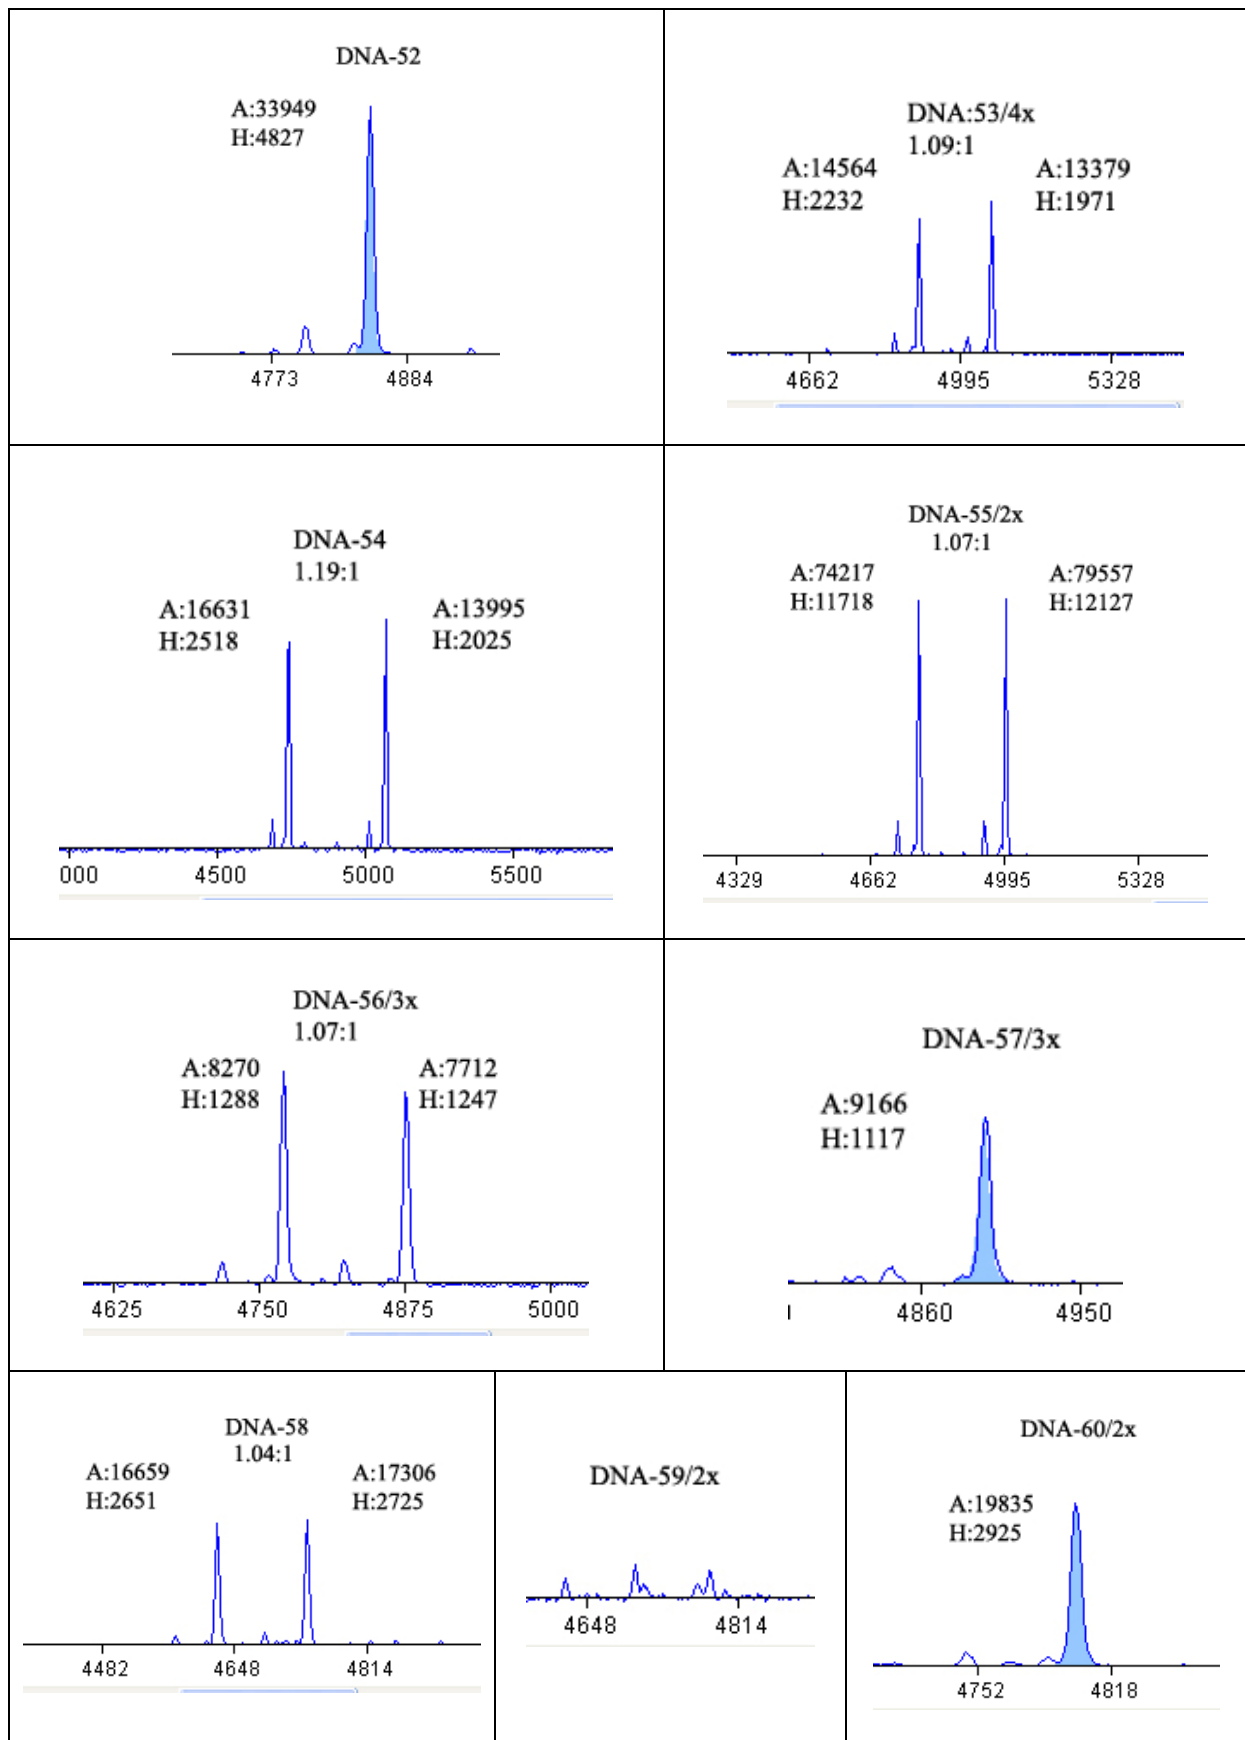 DNA-52
A:33949
H:4827
4773 4884
DNA:53/4x
1.09:1
A:14564 A:13379
H:2232 H:1971
4662 4995 5328
DNA-54
1.19:1
A:16631 A:13995
H:2518 H:2025
000 4500 5000 5500
DNA-55/2x
1.07:1
A:74217 A:79557
H:11718 H:12127
4329 4662 4995 5328
DNA-56/3x
1.07:1
A:8270 A:7712
H:1288 H:1247
4625 4750 4875 5000
DNA-57/3x
A:9166
H:1117
4860 4950
DNA-58
1.04:1
A:16659 A:17306
H:2651 H:2725
4482 4648 4814
DNA-59/2x
4648 4814
DNA-60/2x
A:19835
H:2925
4752 4818